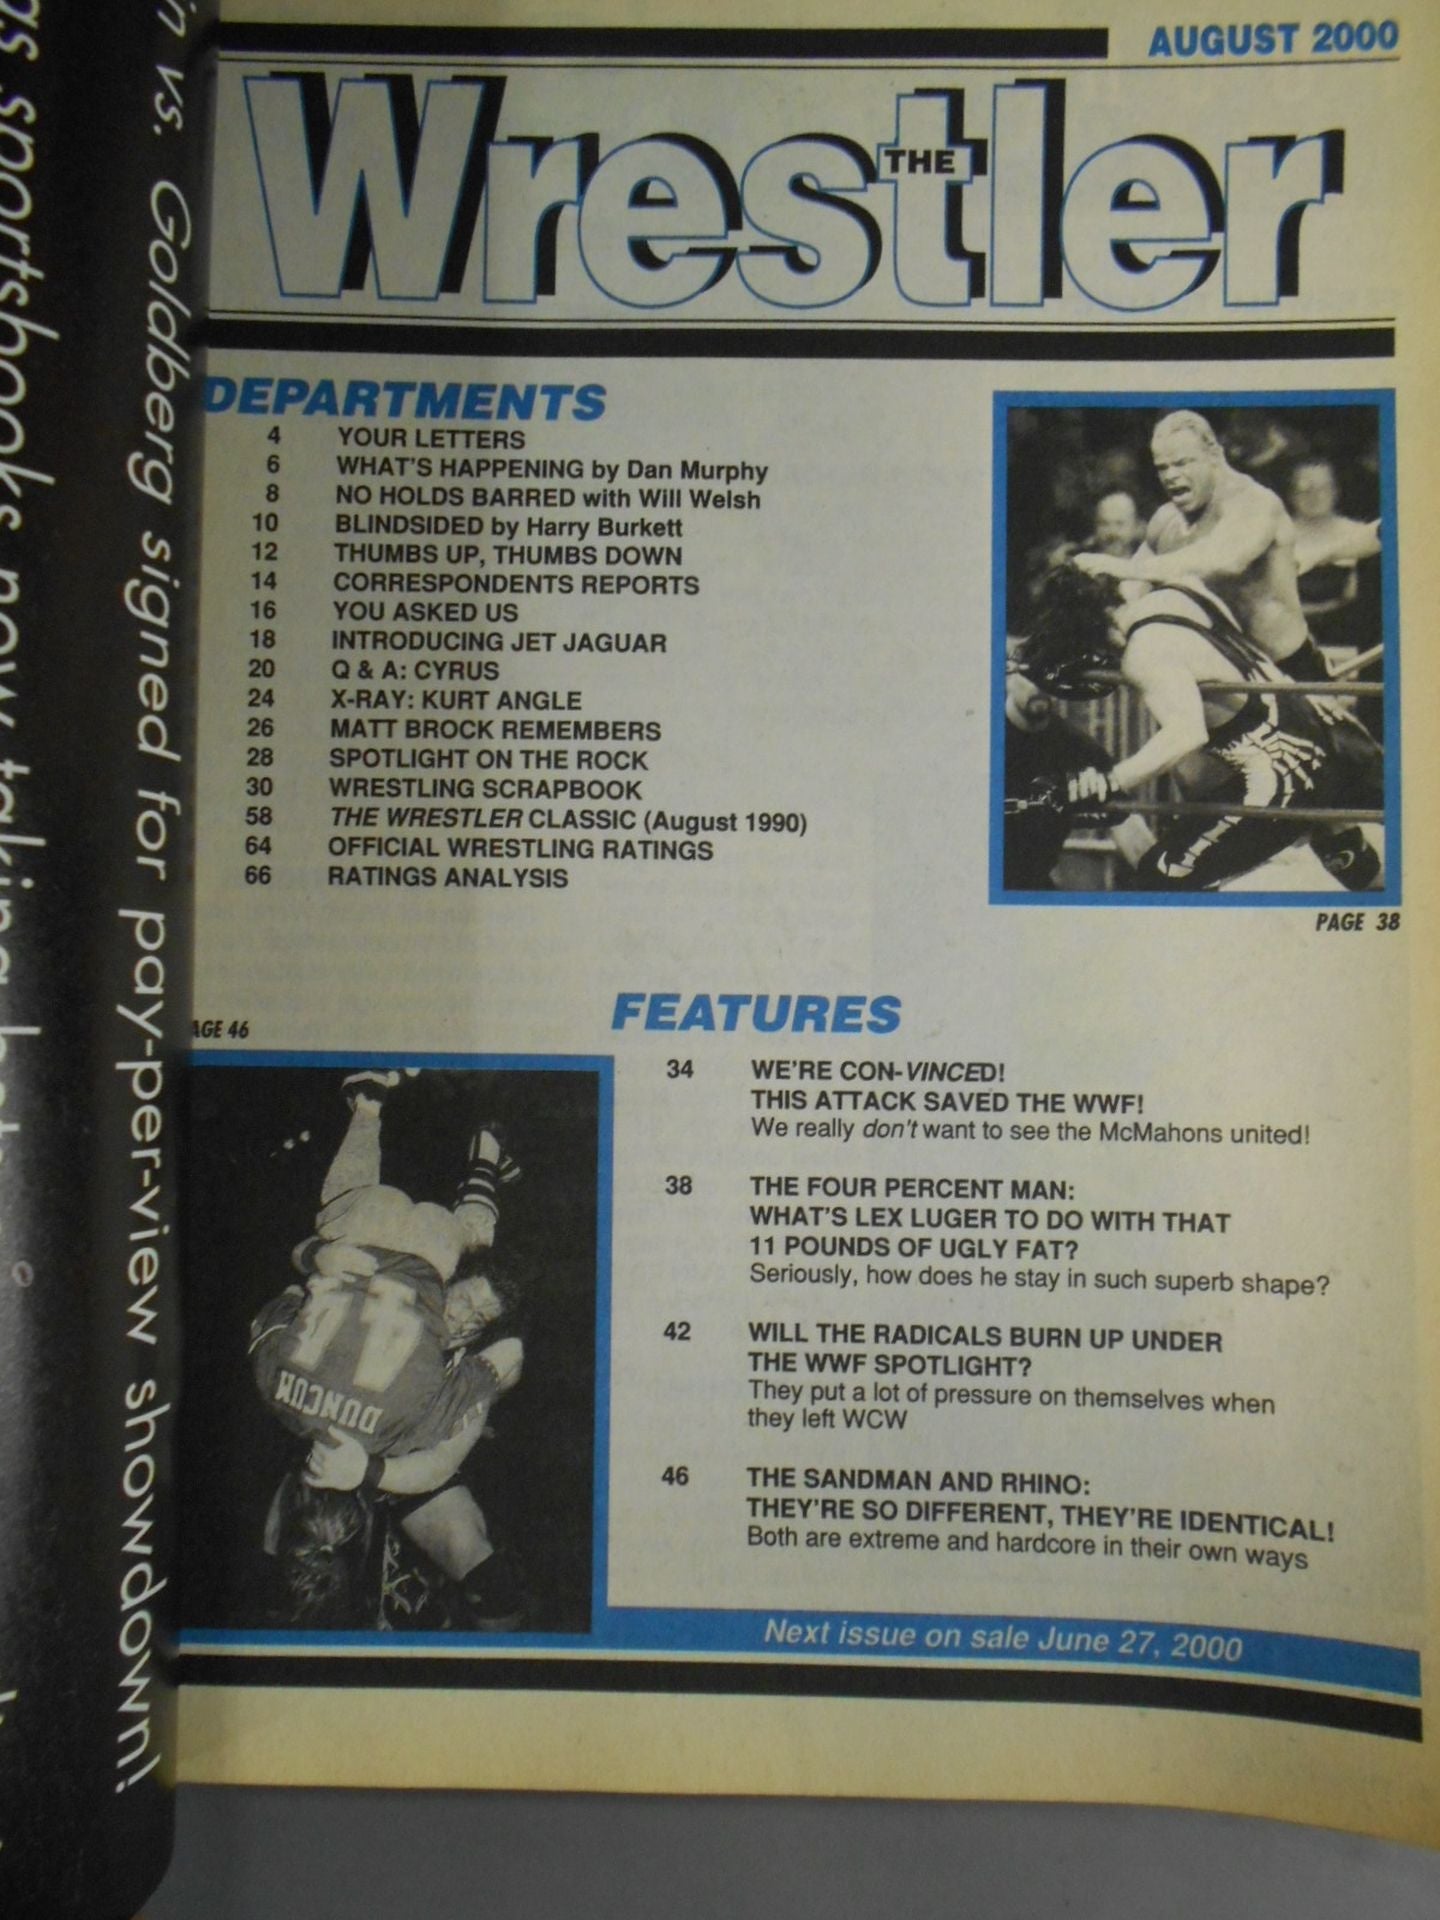 AUGUST 2000
THE
Wrestler
DEPARTMENTS
4 YOUR LETTERS
6 WHAT'S HAPPENING by Dan Murphy
8 NO HOLDS BARRED with Will Welsh
10 BLINDSIDED by Harry Burkett
12 THUMBS UP, THUMBS DOWN
14 CORRESPONDENTS REPORTS
16 YOU ASKED US
18 INTRODUCING JET JAGUAR
20 Q & A: CYRUS
24 X-RAY: KURT ANGLE
26 MATT BROCK REMEMBERS
28 SPOTLIGHT ON THE ROCK
30 WRESTLING SCRAPBOOK
58 THE WRESTLER CLASSIC (August 1990)
64 OFFICIAL WRESTLING RATINGS
66 RATINGS ANALYSIS
PAGE 38
AGE 46
DUNCUM
FEATURES
34 WE'RE CON-VINCED!
THIS ATTACK SAVED THE WWF!
We really don't want to see the McMahons united!
38 THE FOUR PERCENT MAN:
WHAT'S LEX LUGER TO DO WITH THAT
11 POUNDS OF UGLY FAT?
Seriously, how does he stay in such superb shape?
42 WILL THE RADICALS BURN UP UNDER
THE WWF SPOTLIGHT?
They put a lot of pressure on themselves when
they left WCW
46 THE SANDMAN AND RHINO:
THEY'RE SO DIFFERENT, THEY'RE IDENTICAL!
Both are extreme and hardcore in their own ways
Next issue on sale June 27, 2000
in vs. Goldberg signed for pay-per-view showdown!
sportsbooks now taking